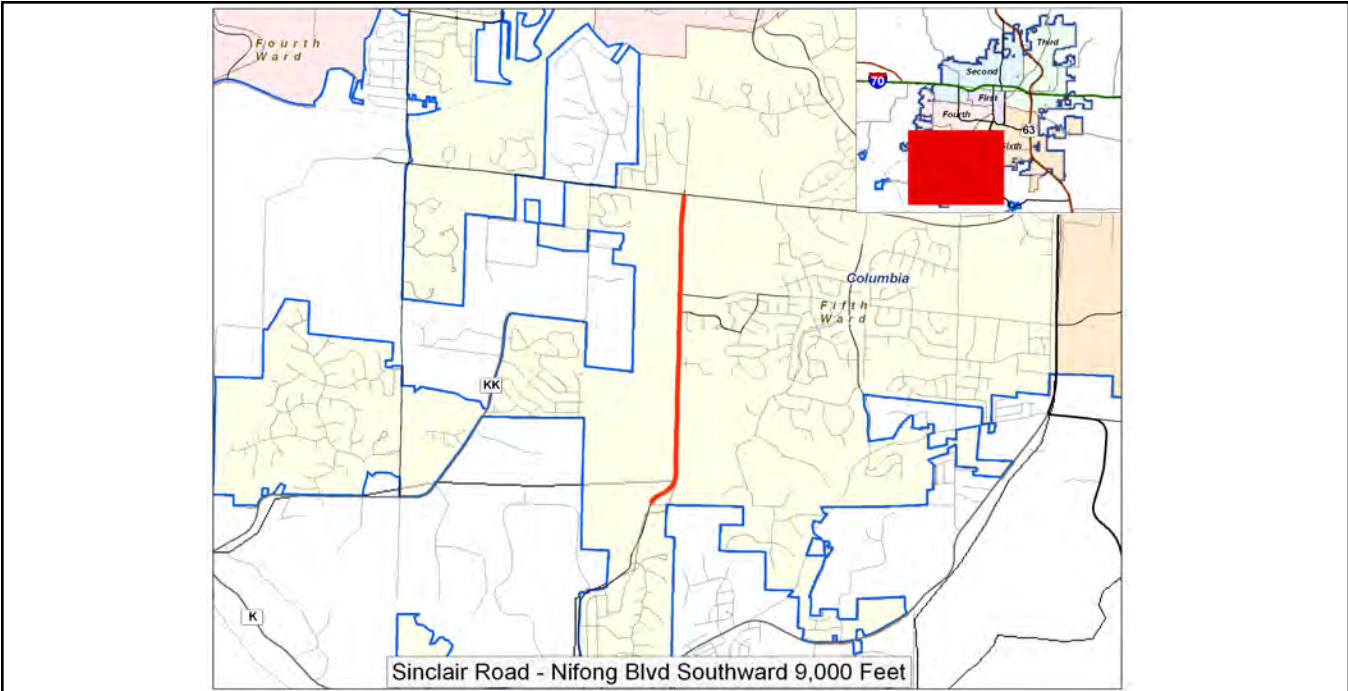 Fourth
Ward
Third
Second
70
First
Fourth
63
Sixth
Columbia
Fifth
Ward
KK
K
Sinclair Road - Nifong Blvd Southward 9,000 Feet